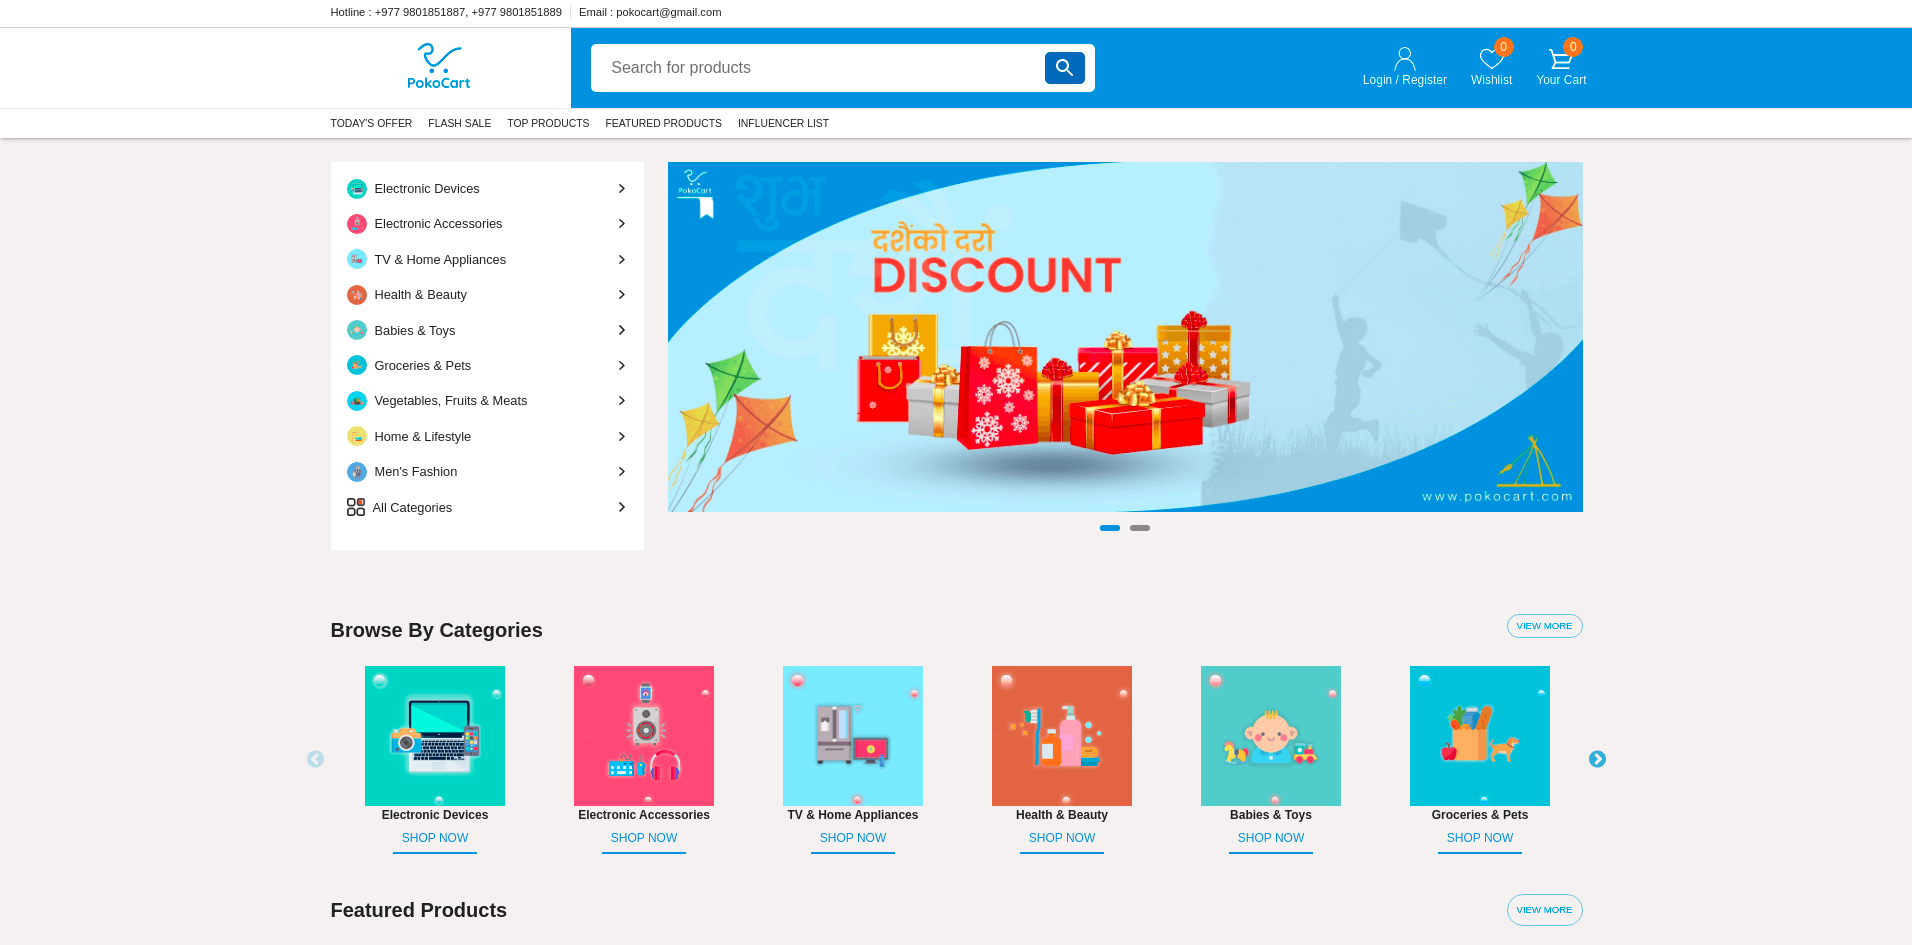 Hotline : +977 9801851887, +977 9801851889
Email : pokocart@gmail.com
PokoCart
Search for products
Login / Register
0
Wishlist
0
Your Cart
TODAY'S OFFER
FLASH SALE
TOP PRODUCTS
FEATURED PRODUCTS
INFLUENCER LIST
Electronic Devices
Electronic Accessories
TV & Home Appliances
Health & Beauty
Babies & Toys
Groceries & Pets
Vegetables, Fruits & Meats
Home & Lifestyle
Men's Fashion
All Categories
PokoCart
शुभ
दशैंको दरो
DISCOUNT
www.pokocart.com
Browse By Categories
VIEW MORE
Electronic Devices
SHOP NOW
Electronic Accessories
SHOP NOW
TV & Home Appliances
SHOP NOW
Health & Beauty
SHOP NOW
Babies & Toys
SHOP NOW
Groceries & Pets
SHOP NOW
Featured Products
VIEW MORE